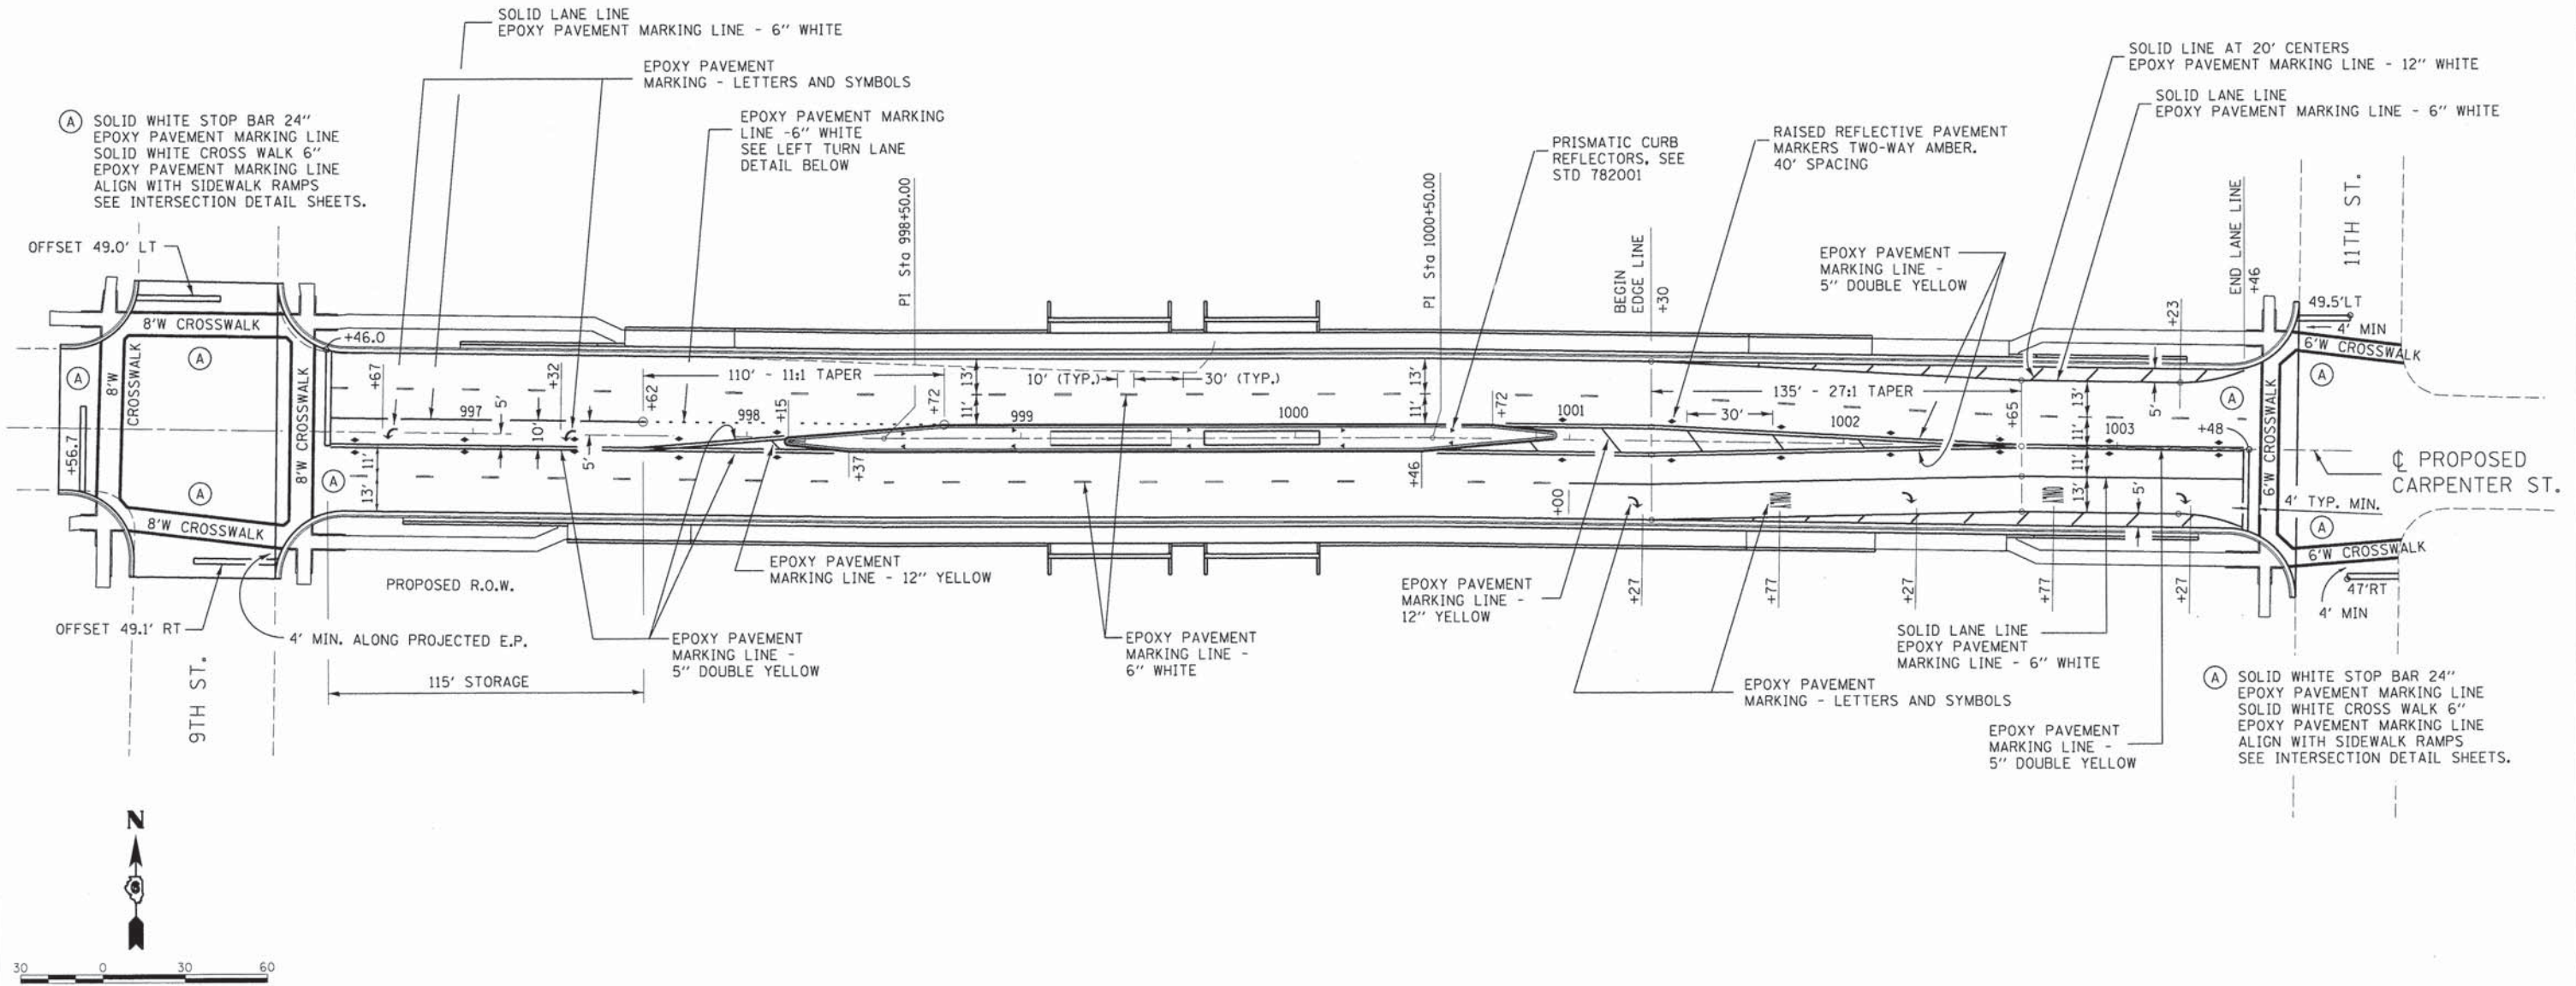 SOLID LANE LINE
EPOXY PAVEMENT MARKING LINE - 6" WHITE
EPOXY PAVEMENT
MARKING - LETTERS AND SYMBOLS
EPOXY PAVEMENT MARKING
LINE -6" WHITE
SEE LEFT TURN LANE
DETAIL BELOW
A SOLID WHITE STOP BAR 24"
EPOXY PAVEMENT MARKING LINE
SOLID WHITE CROSS WALK 6"
EPOXY PAVEMENT MARKING LINE
ALIGN WITH SIDEWALK RAMPS
SEE INTERSECTION DETAIL SHEETS.
PRISMATIC CURB
REFLECTORS, SEE
STD 782001
RAISED REFLECTIVE PAVEMENT
MARKERS TWO-WAY AMBER.
40' SPACING
SOLID LINE AT 20' CENTERS
EPOXY PAVEMENT MARKING LINE - 12" WHITE
SOLID LANE LINE
EPOXY PAVEMENT MARKING LINE - 6" WHITE
11TH ST.
OFFSET 49.0' LT
PI Sta 998+50.00
PI Sta 1000+50.00
BEGIN
EDGE LINE
+30
EPOXY PAVEMENT
MARKING LINE -
5" DOUBLE YELLOW
END LANE LINE
+46
+23
49.5'LT
4' MIN
6'W CROSSWALK
8'W CROSSWALK
+46.0
A
A
8'W
CROSSWALK
8'W CROSSWALK
+67
+32
+62
110' - 11:1 TAPER
+72
13'
11'
10' (TYP.)
30' (TYP.)
13'
11'
+72
135' - 27:1 TAPER
30'
+65
13'
11'
5'
A
A
997
5'
10'
5'
998
+15
999
1000
1001
1002
1003
+48
6'W CROSSWALK
℄ PROPOSED
CARPENTER ST.
+56.7
A
A
11'
13'
+37
+46
+00
ONLY
ONLY
11'
13'
5'
4' TYP. MIN.
A
6'W CROSSWALK
8'W CROSSWALK
47'RT
4' MIN
OFFSET 49.1' RT
4' MIN. ALONG PROJECTED E.P.
PROPOSED R.O.W.
EPOXY PAVEMENT
MARKING LINE - 12" YELLOW
EPOXY PAVEMENT
MARKING LINE -
12" YELLOW
+27
+77
+27
+77
+27
EPOXY PAVEMENT
MARKING LINE -
5" DOUBLE YELLOW
EPOXY PAVEMENT
MARKING LINE -
6" WHITE
SOLID LANE LINE
EPOXY PAVEMENT
MARKING LINE - 6" WHITE
EPOXY PAVEMENT
MARKING - LETTERS AND SYMBOLS
115' STORAGE
9TH ST.
EPOXY PAVEMENT
MARKING LINE -
5" DOUBLE YELLOW
A SOLID WHITE STOP BAR 24"
EPOXY PAVEMENT MARKING LINE
SOLID WHITE CROSS WALK 6"
EPOXY PAVEMENT MARKING LINE
ALIGN WITH SIDEWALK RAMPS
SEE INTERSECTION DETAIL SHEETS.
N
30 0 30 60